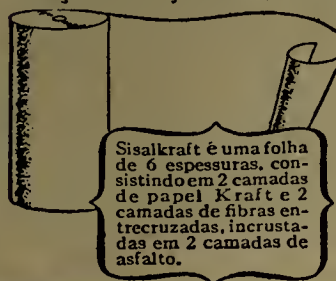 Sisalkraft é uma folha
de 6 espessuras, con-
sistindo em 2 camadas
de papel Kraft e 2
camadas de fibras en-
trecruzadas, incrusta-
das em 2 camadas de
asfalto.